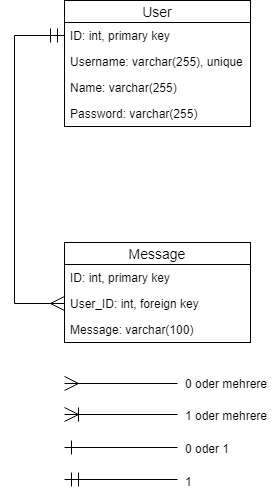 User
ID: int, primary key
Username: varchar(255), unique
Name: varchar(255)
Password: varchar(255)
Message
ID: int, primary key
User_ID: int, foreign key
Message: varchar(100)
0 oder mehrere
1 oder mehrere
0 oder 1
1